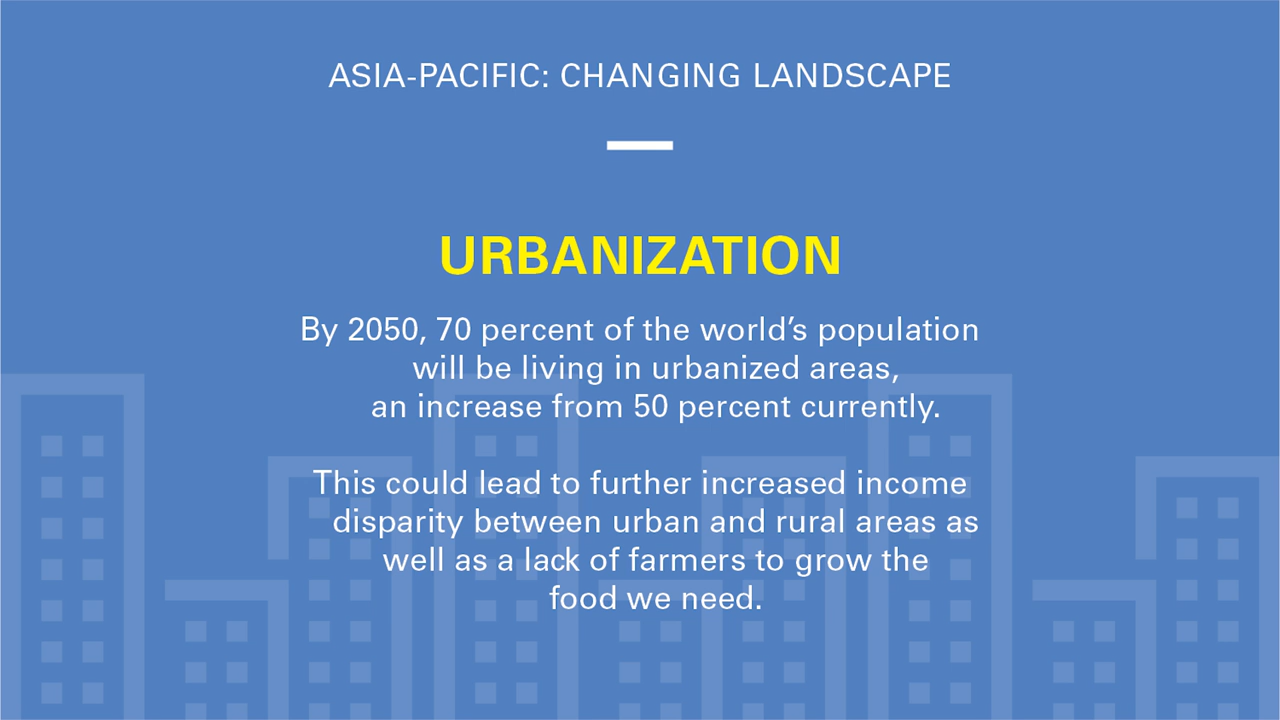 ASIA-PACIFIC: CHANGING LANDSCAPE
URBANIZATION
By 2050, 70 percent of the world’s population
will be living in urbanized areas,
an increase from 50 percent currently.
This could lead to further increased income
disparity between urban and rural areas as
well as a lack of farmers to grow the
food we need.